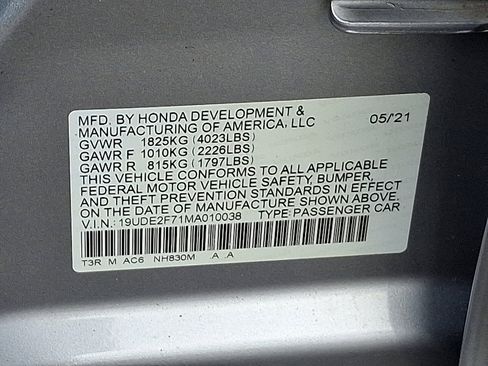 MFD. BY HONDA DEVELOPMENT & 05/'21
MANUFACTURING OF AMERICA, LLC
GVWR 1825KG (4023LBS)
GAWR F 1010KG (2226LBS)
GAWR R 815KG (1797LBS)
THIS VEHICLE CONFORMS TO ALL APPLICABLE
FEDERAL MOTOR VEHICLE SAFETY, BUMPER,
AND THEFT PREVENTION STANDARDS IN EFFECT
ON THE DATE OF MANUFACTURE SHOWN ABOVE.
V.I.N.: 19UDE2F71MA010038 TYPE: PASSENGER CAR
T3R M AC6 NH830M A A